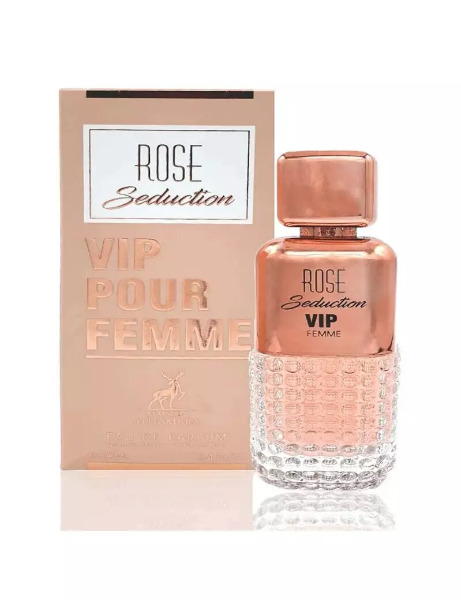 ROSE
Seduction
VIP
POUR
FEMME
EAU DE PARFUM
ROSE
Seduction
VIP
FEMME